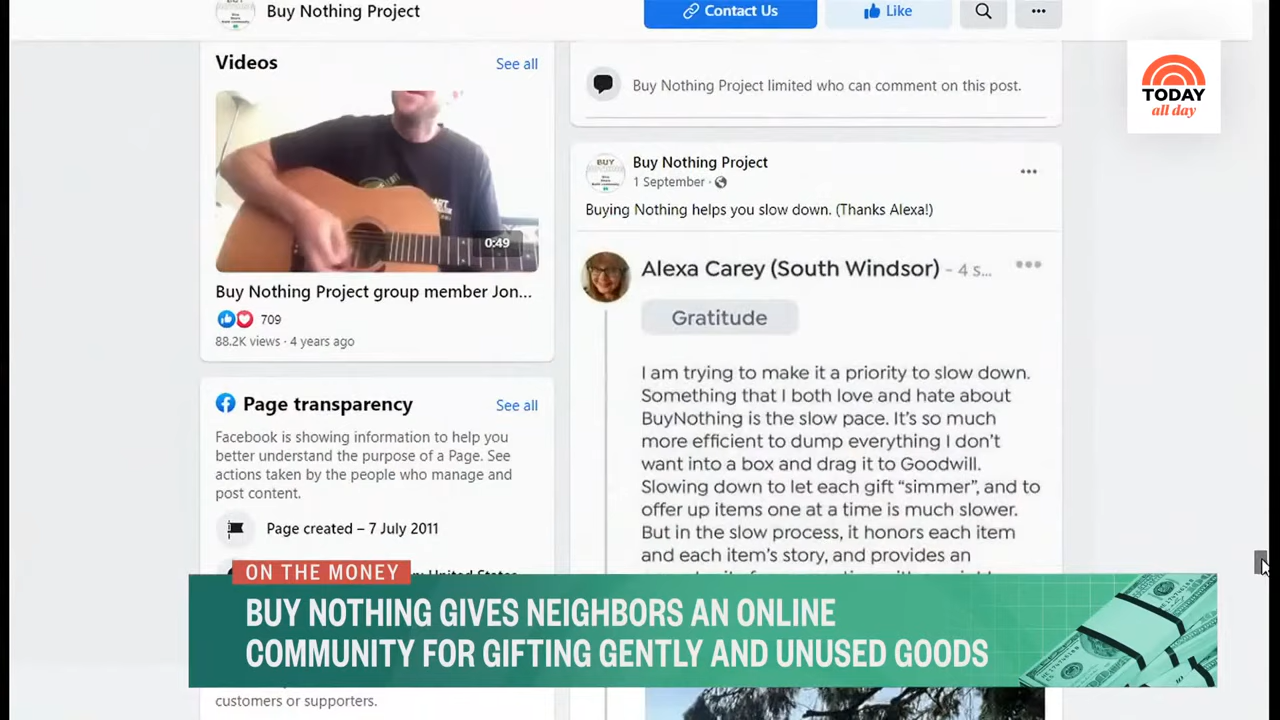 Buy Nothing Project
Contact Us
Like
TODAY
all day
Videos
See all
0:49
Buy Nothing Project group member Jon...
709
88.2K views · 4 years ago
Page transparency
See all
Facebook is showing information to help you
better understand the purpose of a Page. See
actions taken by the people who manage and
post content.
Page created – 7 July 2011
customers or supporters.
Buy Nothing Project limited who can comment on this post.
BUY
Buy Nothing Project
1 September ·
Buying Nothing helps you slow down. (Thanks Alexa!)
Alexa Carey (South Windsor) - 4 s...
Gratitude
I am trying to make it a priority to slow down.
Something that I both love and hate about
BuyNothing is the slow pace. It's so much
more efficient to dump everything I don't
want into a box and drag it to Goodwill.
Slowing down to let each gift “simmer”, and to
offer up items one at a time is much slower.
But in the slow process, it honors each item
and each item's story, and provides an
ON THE MONEY
BUY NOTHING GIVES NEIGHBORS AN ONLINE
COMMUNITY FOR GIFTING GENTLY AND UNUSED GOODS